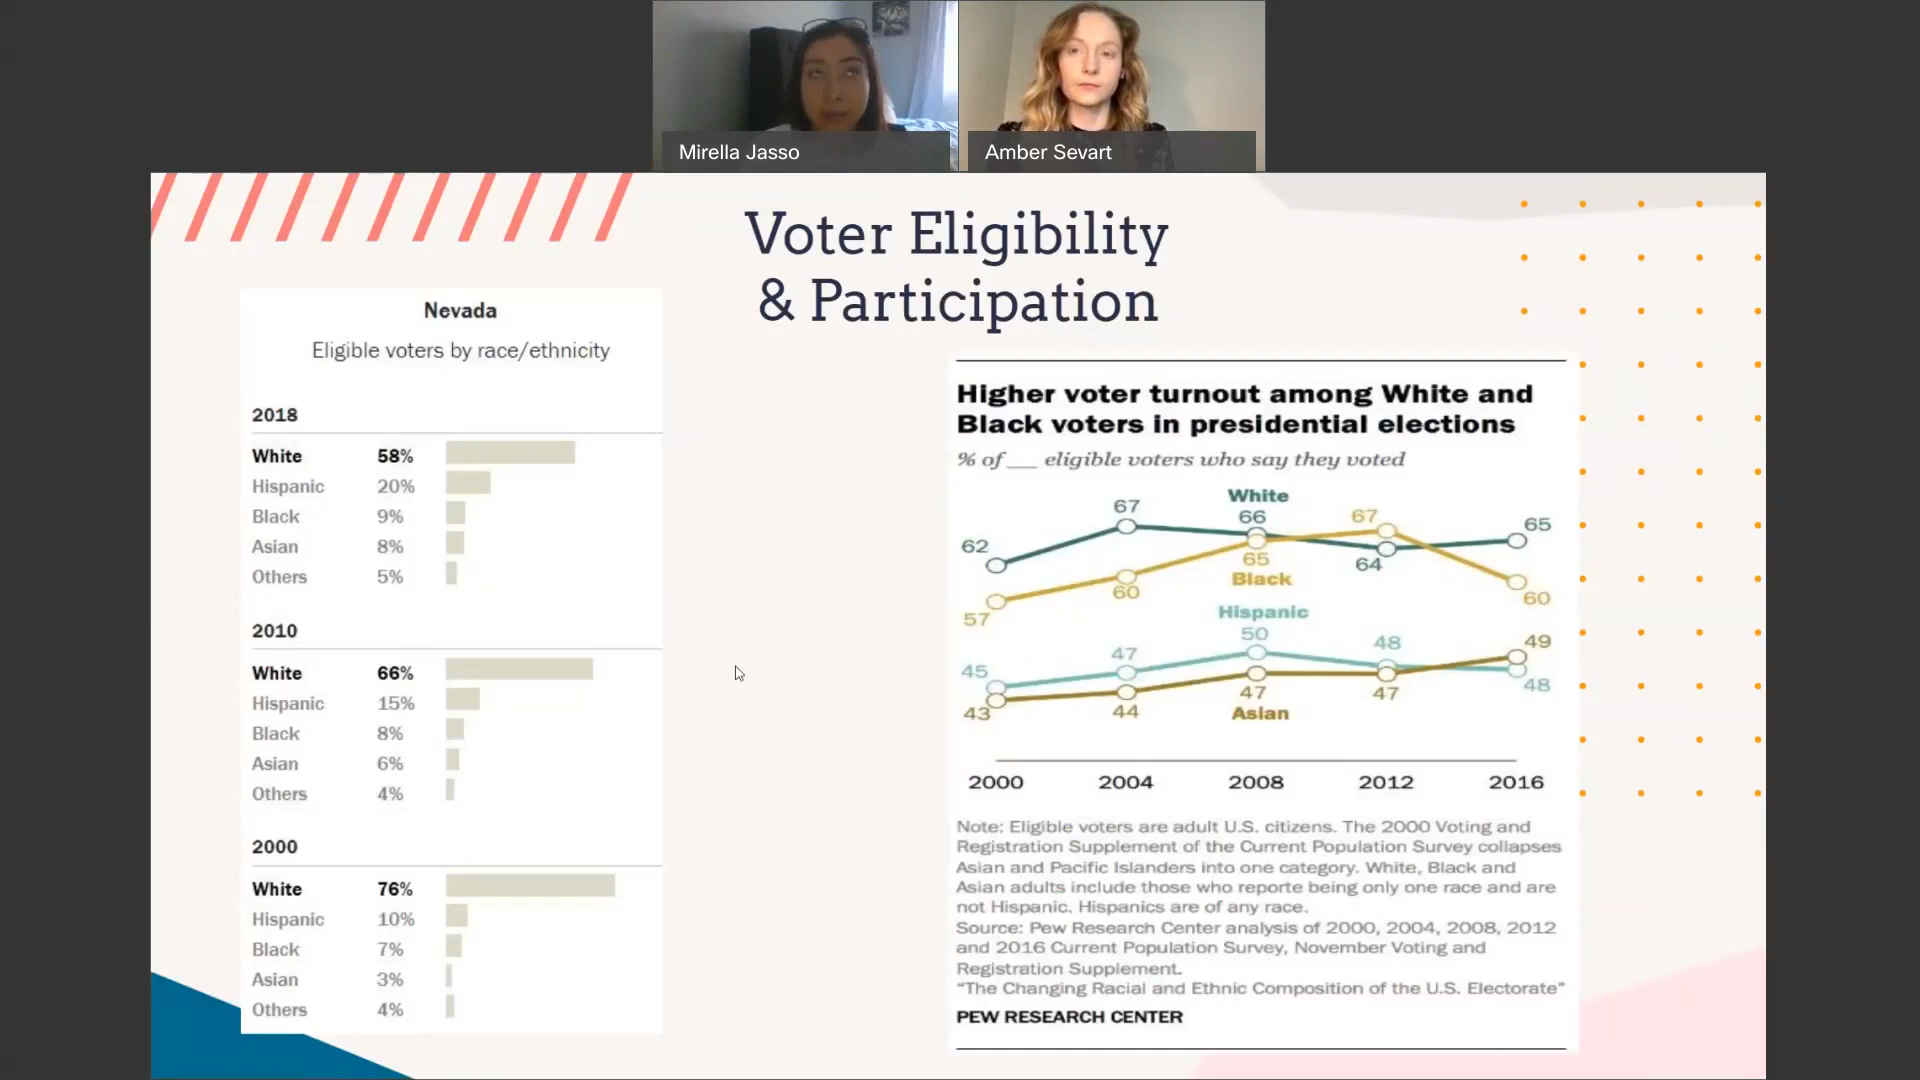 Mirella Jasso
Amber Sevart
Voter Eligibility
& Participation
Nevada
Eligible voters by race/ethnicity
2018
White 58%
Hispanic 20%
Black 9%
Asian 8%
Others 5%
2010
White 66%
Hispanic 15%
Black 8%
Asian 6%
Others 4%
2000
White 76%
Hispanic 10%
Black 7%
Asian 3%
Others 4%
Higher voter turnout among White and
Black voters in presidential elections
% of ___ eligible voters who say they voted
White
62 67 66 64 65
57 60 65 67 60
Black
Hispanic
45 47 50 48 48
43 44 47 47 49
Asian
2000 2004 2008 2012 2016
Note: Eligible voters are adult U.S. citizens. The 2000 Voting and
Registration Supplement of the Current Population Survey collapses
Asian and Pacific Islanders into one category. White, Black and
Asian adults include those who reporte being only one race and are
not Hispanic. Hispanics are of any race.
Source: Pew Research Center analysis of 2000, 2004, 2008, 2012
and 2016 Current Population Survey, November Voting and
Registration Supplement.
“The Changing Racial and Ethnic Composition of the U.S. Electorate”
PEW RESEARCH CENTER